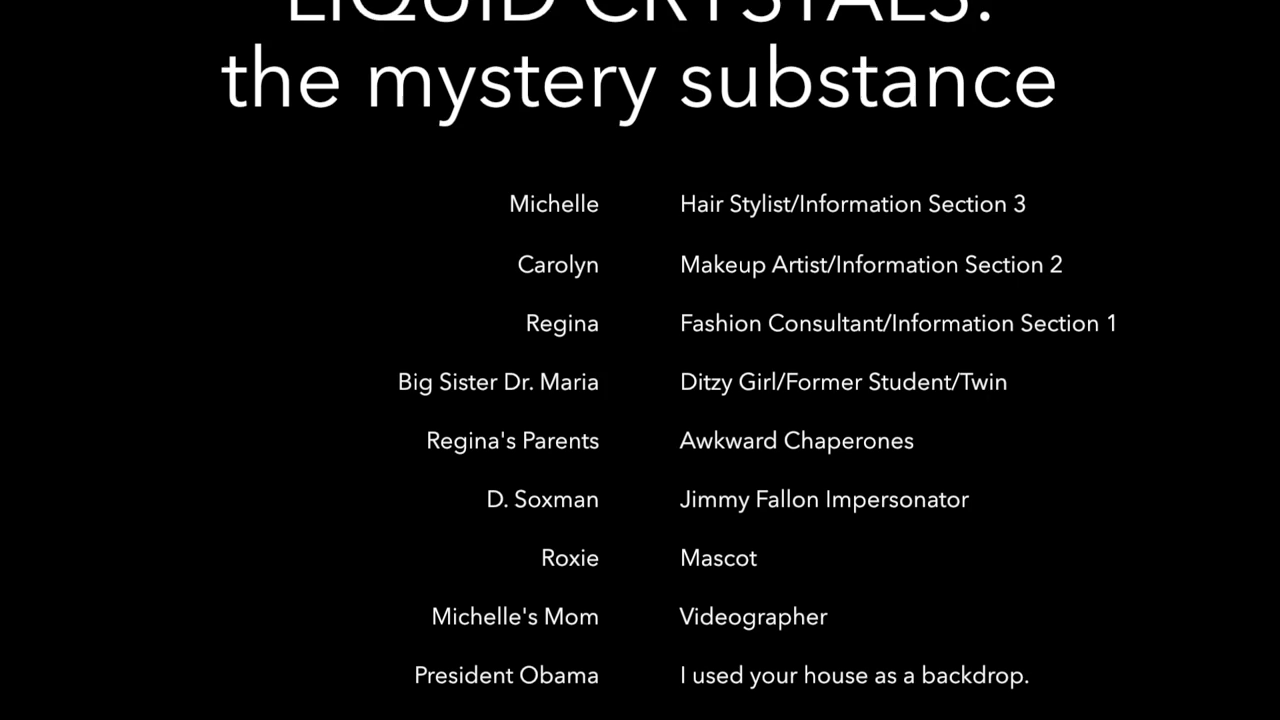 LIQUID CRYSTALS:
the mystery substance
Michelle Hair Stylist/Information Section 3
Carolyn Makeup Artist/Information Section 2
Regina Fashion Consultant/Information Section 1
Big Sister Dr. Maria Ditzy Girl/Former Student/Twin
Regina's Parents Awkward Chaperones
D. Soxman Jimmy Fallon Impersonator
Roxie Mascot
Michelle's Mom Videographer
President Obama I used your house as a backdrop.